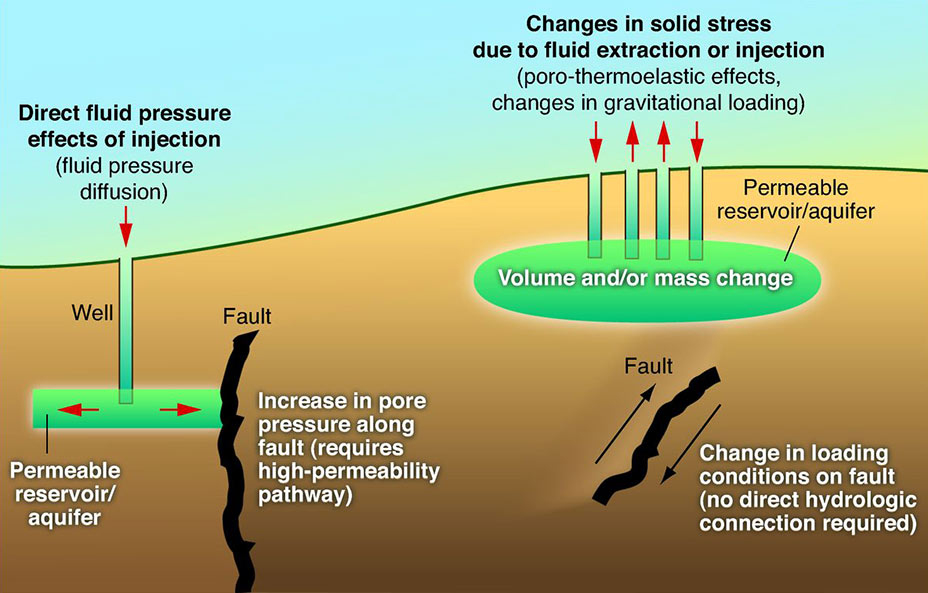 Changes in solid stress
due to fluid extraction or injection
(poro-thermoelastic effects,
changes in gravitational loading)
Direct fluid pressure
effects of injection
(fluid pressure
diffusion)
Permeable
reservoir/aquifer
Volume and/or mass change
Well
Fault
Fault
Increase in pore
pressure along
fault (requires
high-permeability
pathway)
Permeable
reservoir/
aquifer
Change in loading
conditions on fault
(no direct hydrologic
connection required)